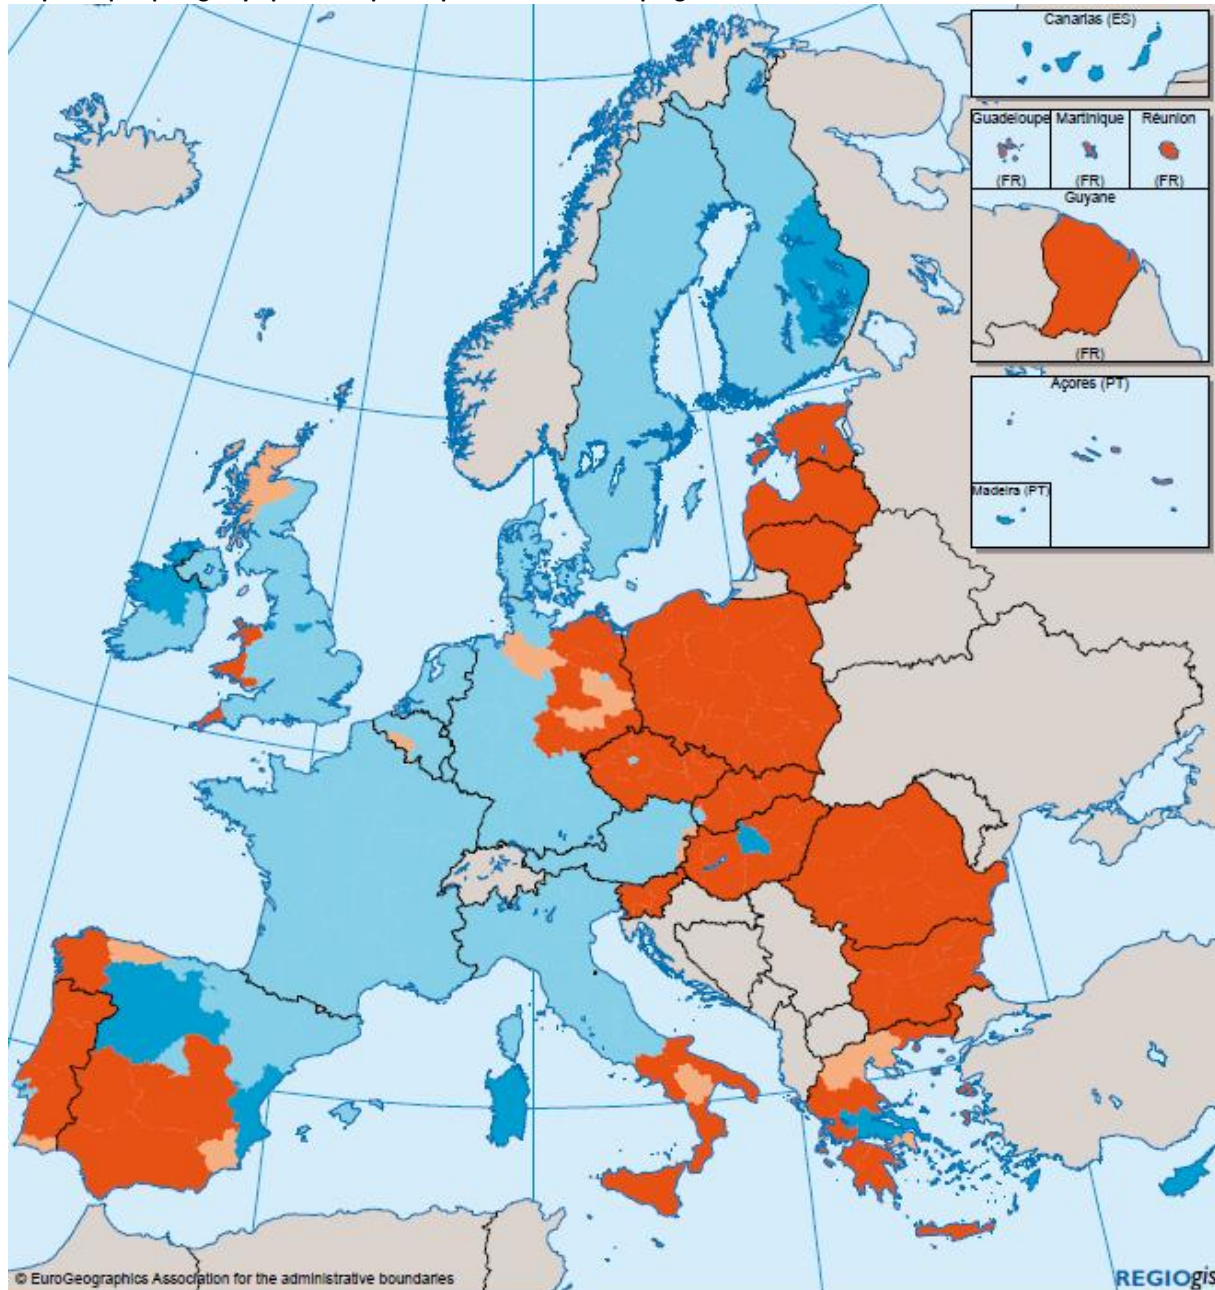 Canarias (ES)
Guadeloupe Martinique Réunion
(FR) (FR) (FR)
Guyane
(FR)
Açores (PT)
Madeira (PT)
© EuroGeographics Association for the administrative boundaries
REGIOgis